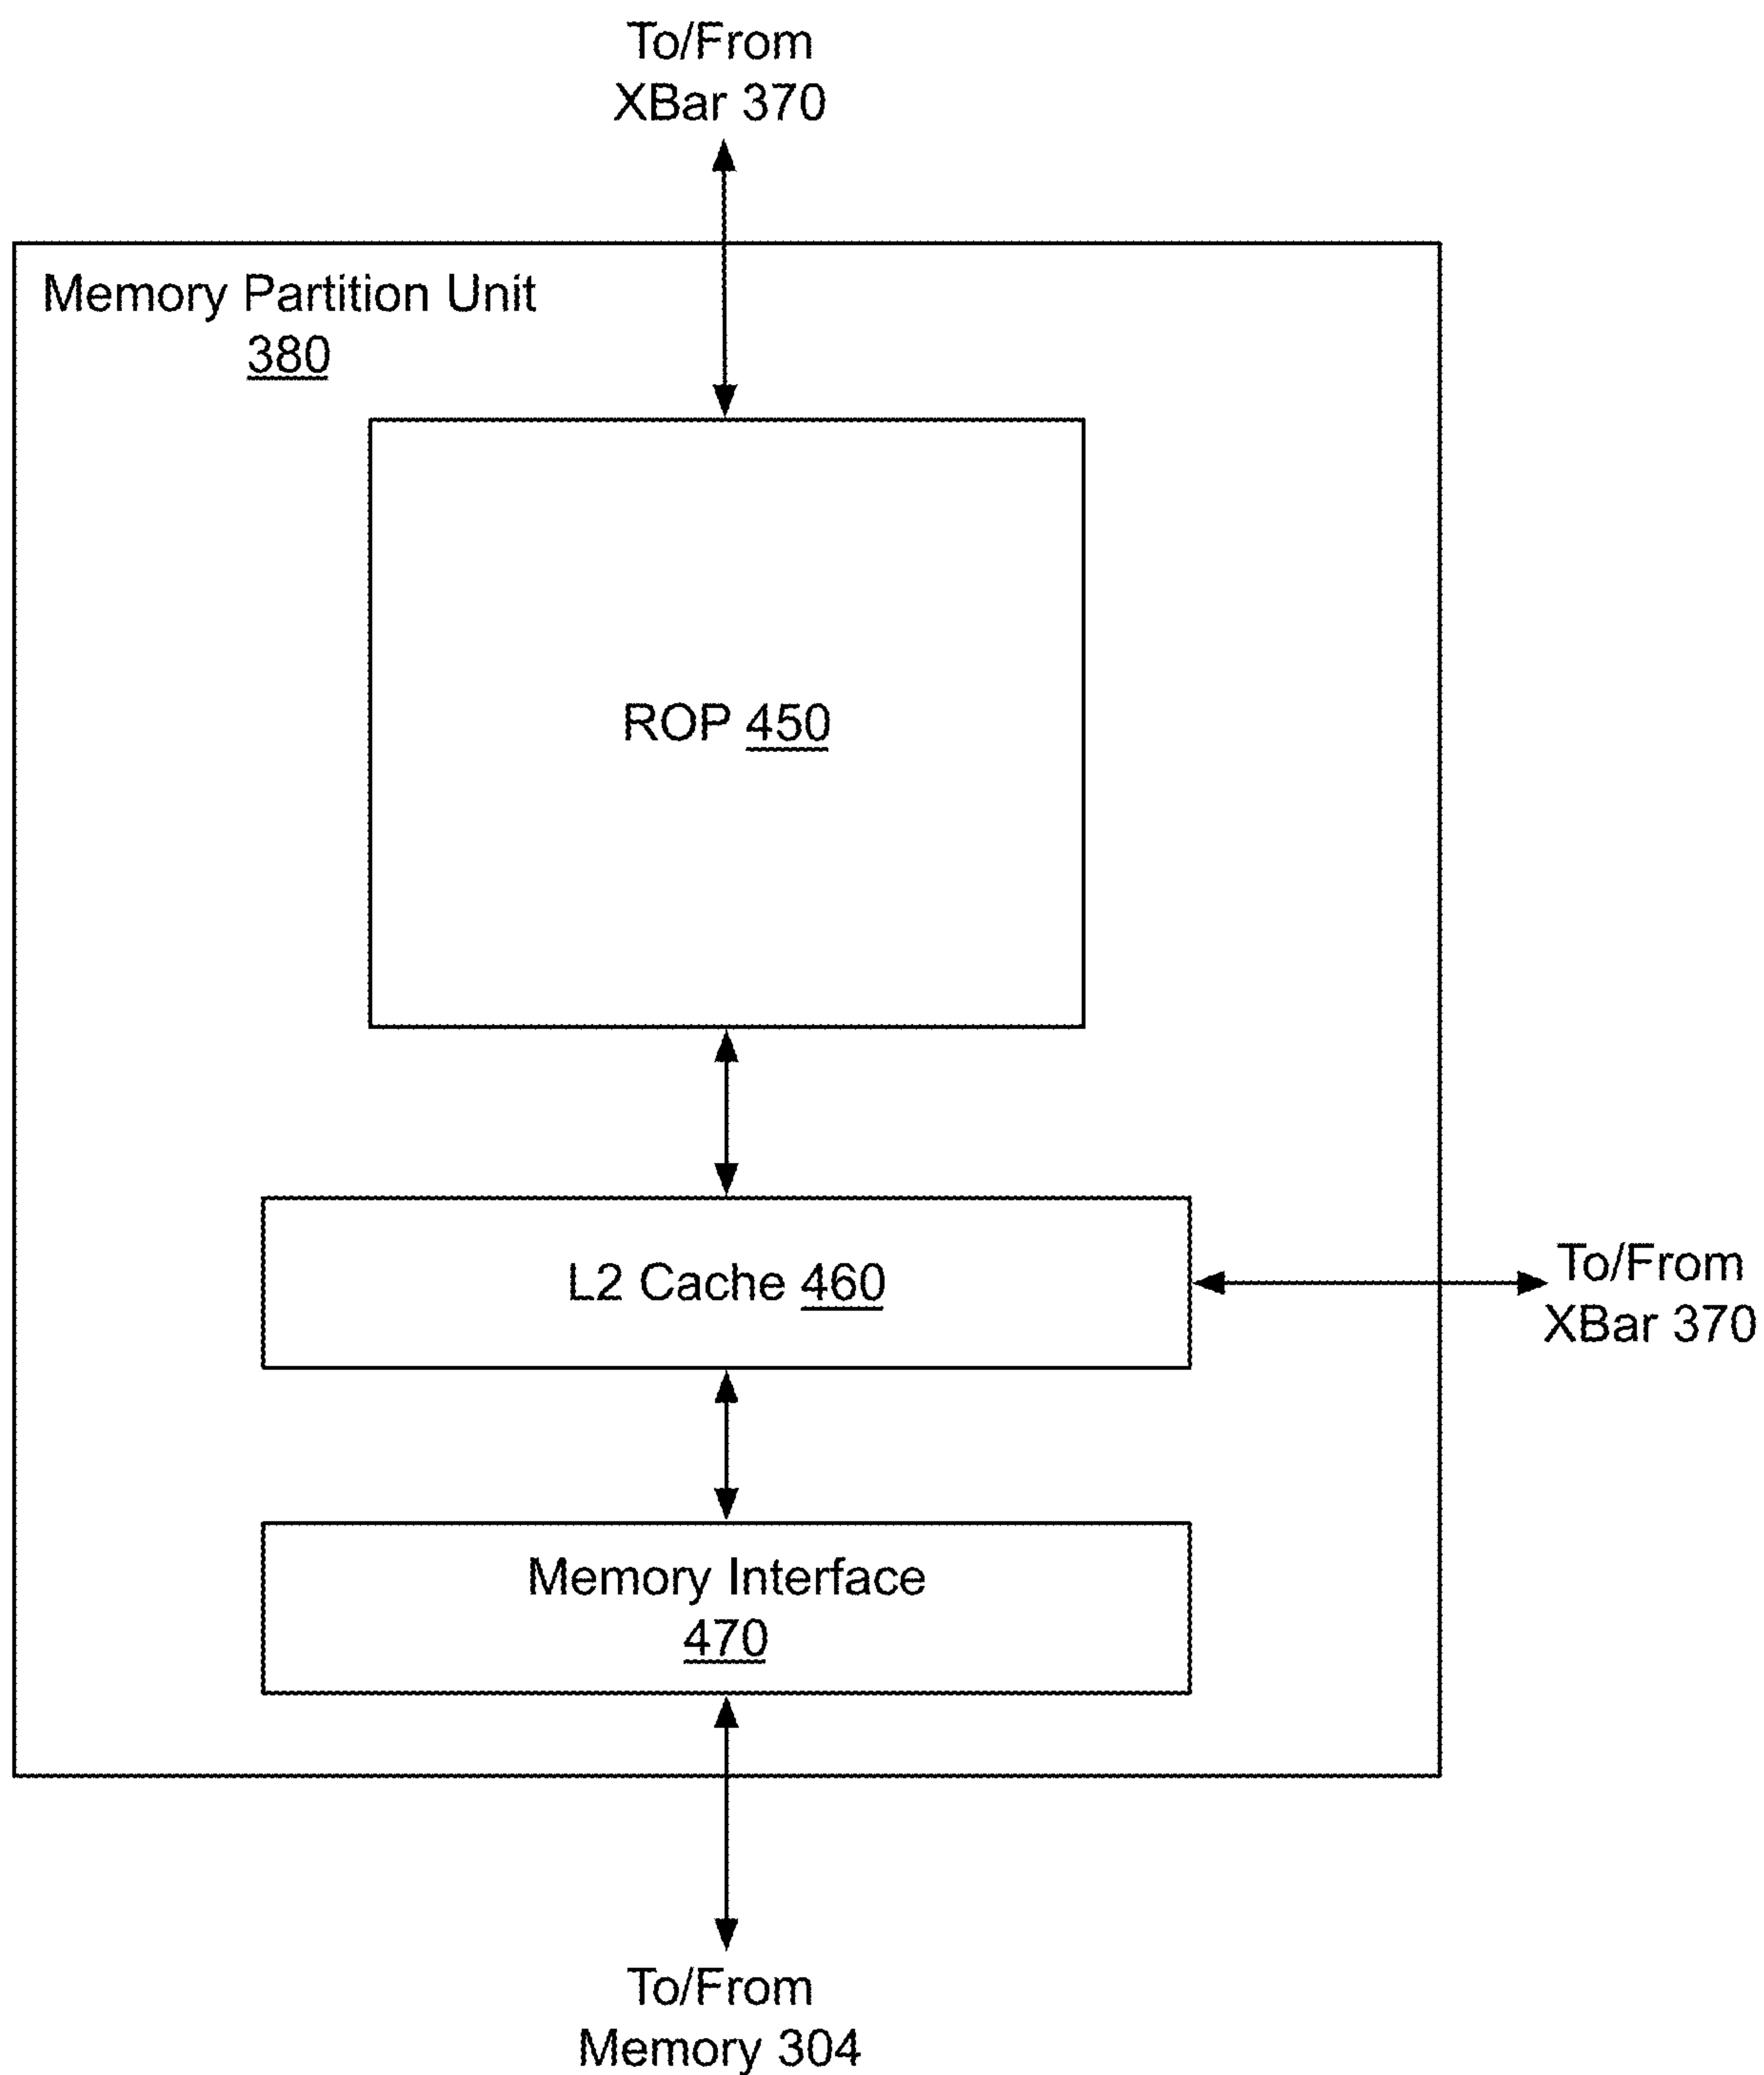 To/From
XBar 370
Memory Partition Unit
380
ROP 450
L2 Cache 460
To/From
XBar 370
Memory Interface
470
To/From
Memory 304